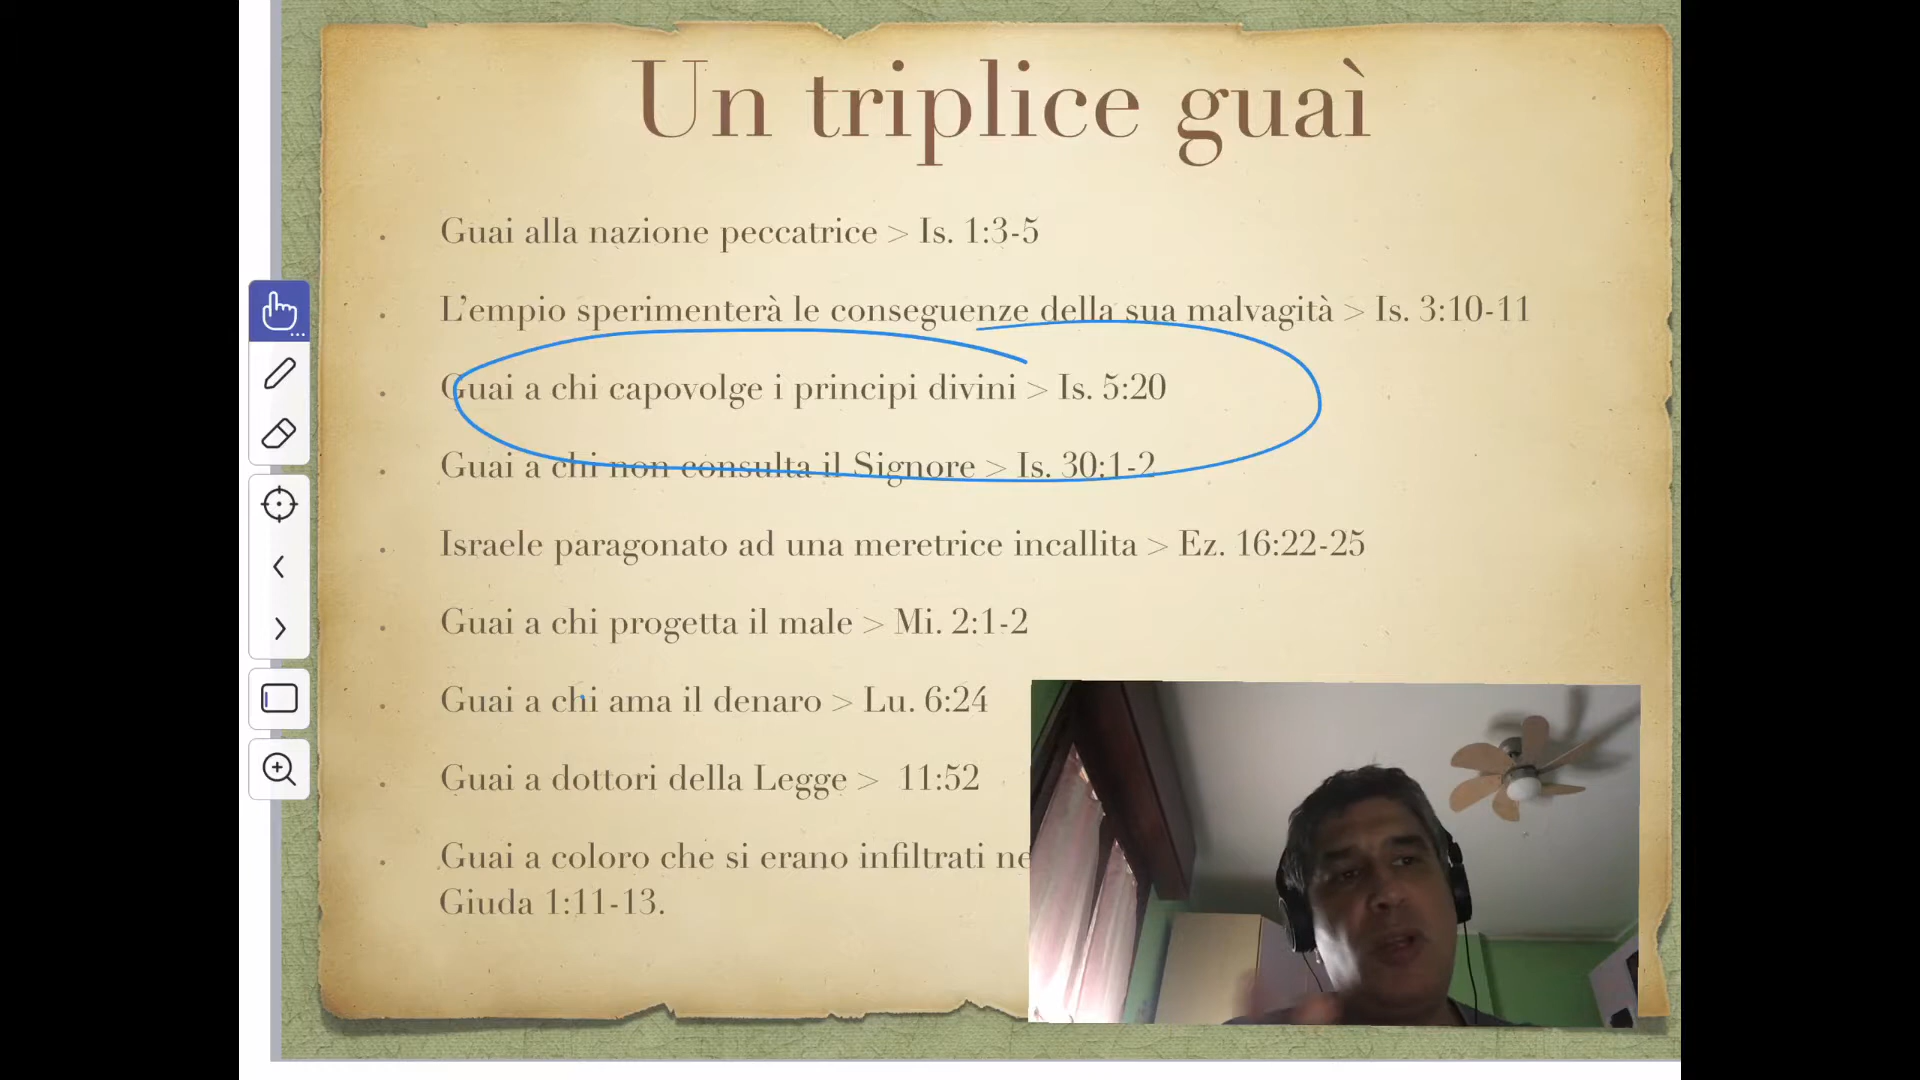 Un triplice guaì
Guai alla nazione peccatrice > Is. 1:3-5
L’empio sperimenterà le conseguenze della sua malvagità > Is. 3:10-11
Guai a chi capovolge i principi divini > Is. 5:20
Guai a chi non consulta il Signore > Is. 30:1-2
Israele paragonato ad una meretrice incallita > Ez. 16:22-25
Guai a chi progetta il male > Mi. 2:1-2
Guai a chi ama il denaro > Lu. 6:24
Guai a dottori della Legge > 11:52
Guai a coloro che si erano infiltrati
Giuda 1:11-13.